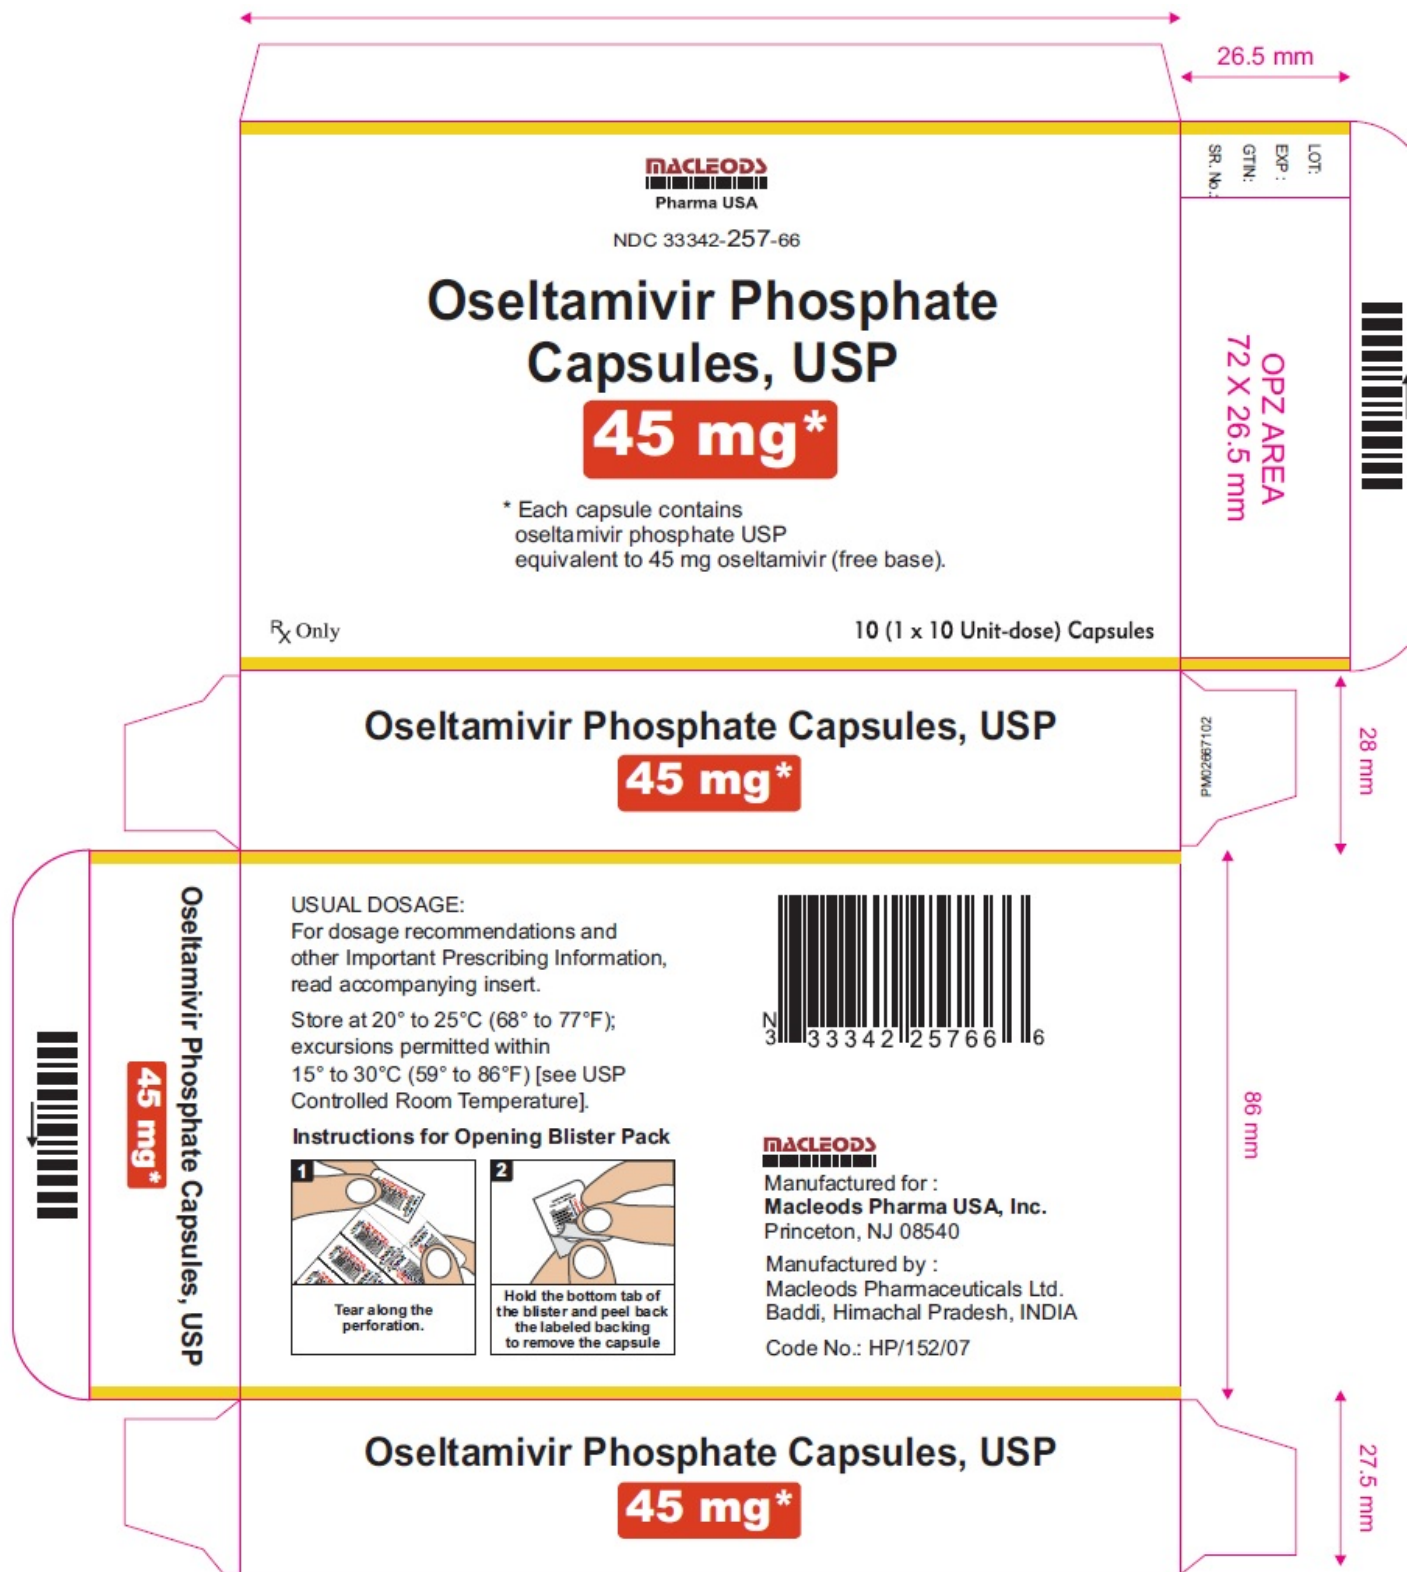 26.5 mm
MACLEODS
Pharma USA
NDC 33342-257-66
Oseltamivir Phosphate
Capsules, USP
45 mg*
* Each capsule contains
oseltamivir phosphate USP
equivalent to 45 mg oseltamivir (free base).
Rx Only
10 (1 x 10 Unit-dose) Capsules
LOT:
EXP :
GTIN:
SR. No.:
OPZ AREA
72 X 26.5 mm
Oseltamivir Phosphate Capsules, USP
45 mg*
PM02667102
28 mm
Oseltamivir Phosphate Capsules, USP
45 mg*
USUAL DOSAGE:
For dosage recommendations and
other Important Prescribing Information,
read accompanying insert.
Store at 20° to 25°C (68° to 77°F);
excursions permitted within
15° to 30°C (59° to 86°F) [see USP
Controlled Room Temperature].
Instructions for Opening Blister Pack
1
Tear along the
perforation.
2
Hold the bottom tab of
the blister and peel back
the labeled backing
to remove the capsule
N
3 33342 25766 6
MACLEODS
Manufactured for :
Macleods Pharma USA, Inc.
Princeton, NJ 08540
Manufactured by :
Macleods Pharmaceuticals Ltd.
Baddi, Himachal Pradesh, INDIA
Code No.: HP/152/07
86 mm
Oseltamivir Phosphate Capsules, USP
45 mg*
27.5 mm